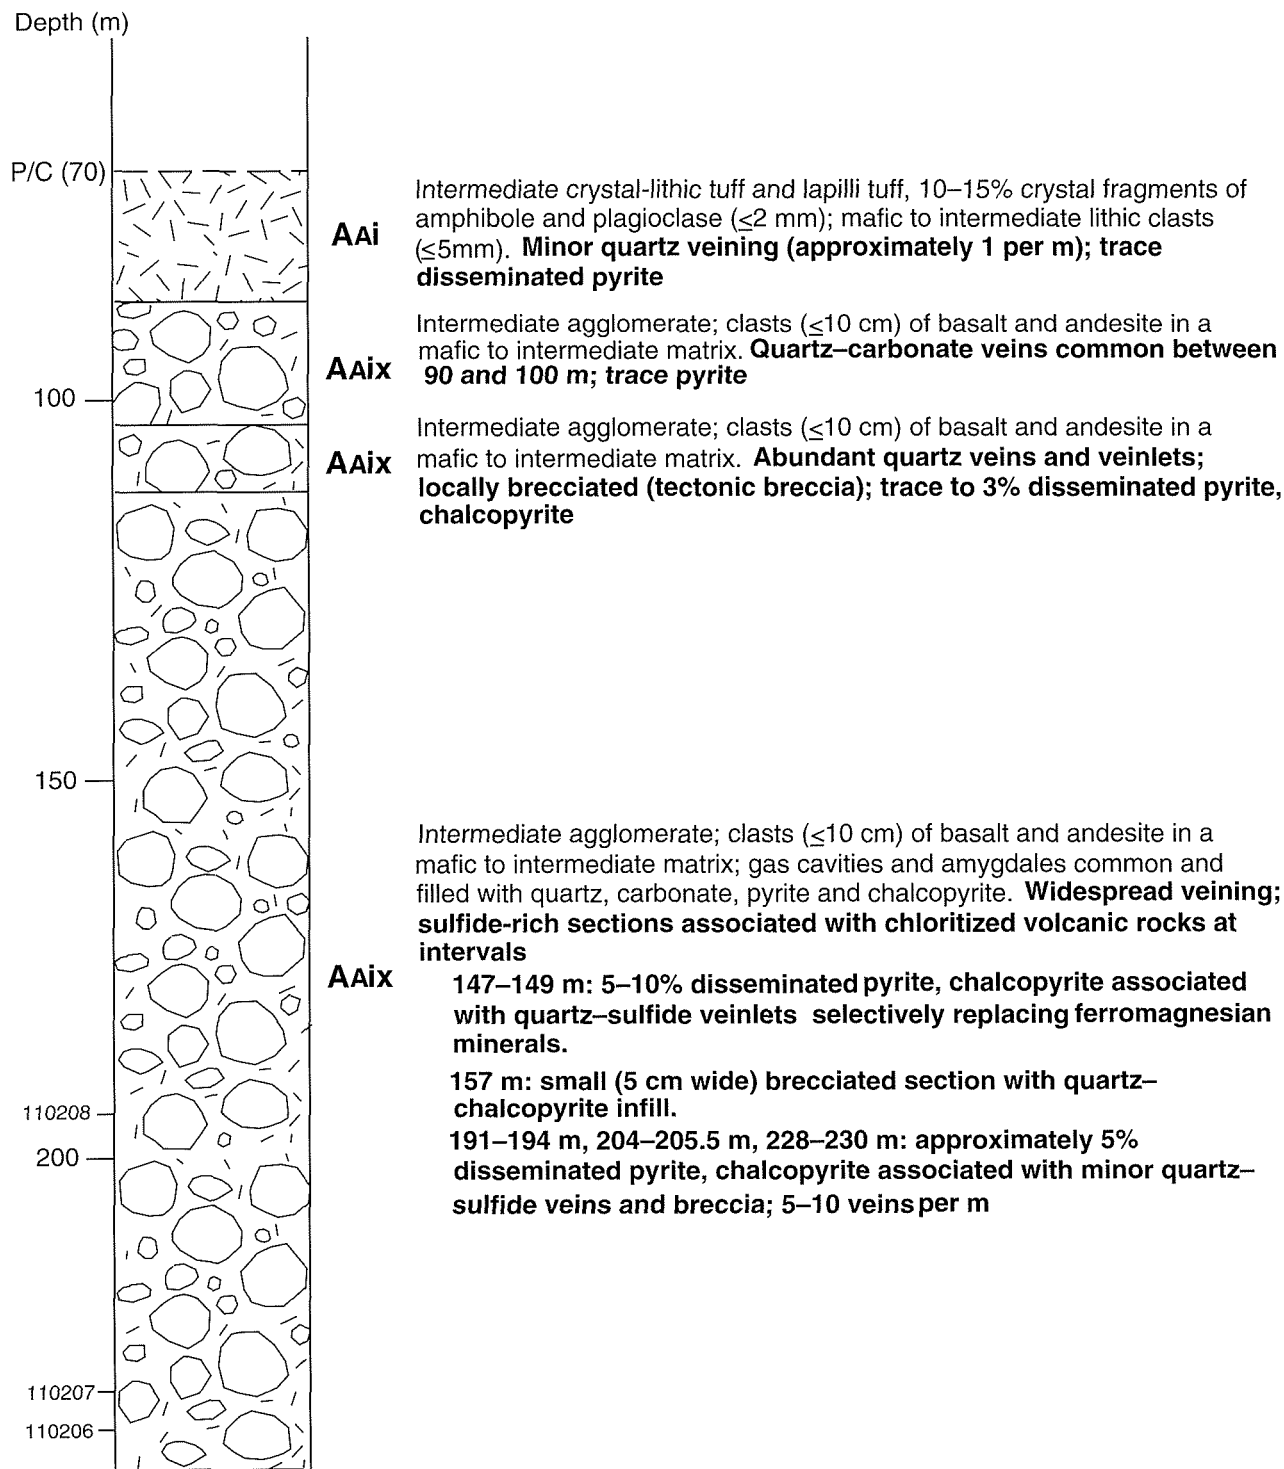 Depth (m)
P/C (70)
AAi
Intermediate crystal-lithic tuff and lapilli tuff, 10–15% crystal fragments of
amphibole and plagioclase (≤2 mm); mafic to intermediate lithic clasts
(≤5mm). Minor quartz veining (approximately 1 per m); trace
disseminated pyrite
AAix
Intermediate agglomerate; clasts (≤10 cm) of basalt and andesite in a
mafic to intermediate matrix. Quartz–carbonate veins common between
90 and 100 m; trace pyrite
100
AAix
Intermediate agglomerate; clasts (≤10 cm) of basalt and andesite in a
mafic to intermediate matrix. Abundant quartz veins and veinlets;
locally brecciated (tectonic breccia); trace to 3% disseminated pyrite,
chalcopyrite
150
Intermediate agglomerate; clasts (≤10 cm) of basalt and andesite in a
mafic to intermediate matrix; gas cavities and amygdales common and
filled with quartz, carbonate, pyrite and chalcopyrite. Widespread veining;
sulfide-rich sections associated with chloritized volcanic rocks at
intervals
AAix
147–149 m: 5–10% disseminated pyrite, chalcopyrite associated
with quartz–sulfide veinlets selectively replacing ferromagnesian
minerals.
157 m: small (5 cm wide) brecciated section with quartz–
chalcopyrite infill.
191–194 m, 204–205.5 m, 228–230 m: approximately 5%
disseminated pyrite, chalcopyrite associated with minor quartz–
sulfide veins and breccia; 5–10 veins per m
110208
200
110207
110206